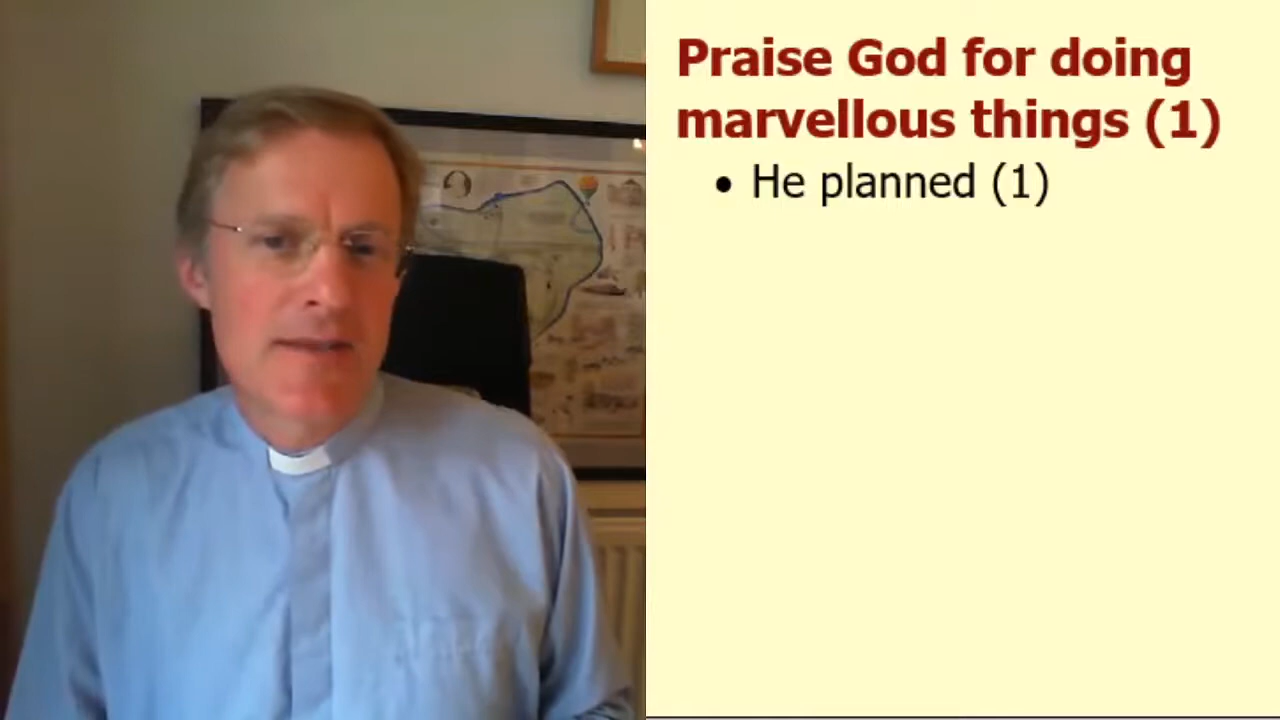 Praise God for doing
marvellous things (1)
• He planned (1)